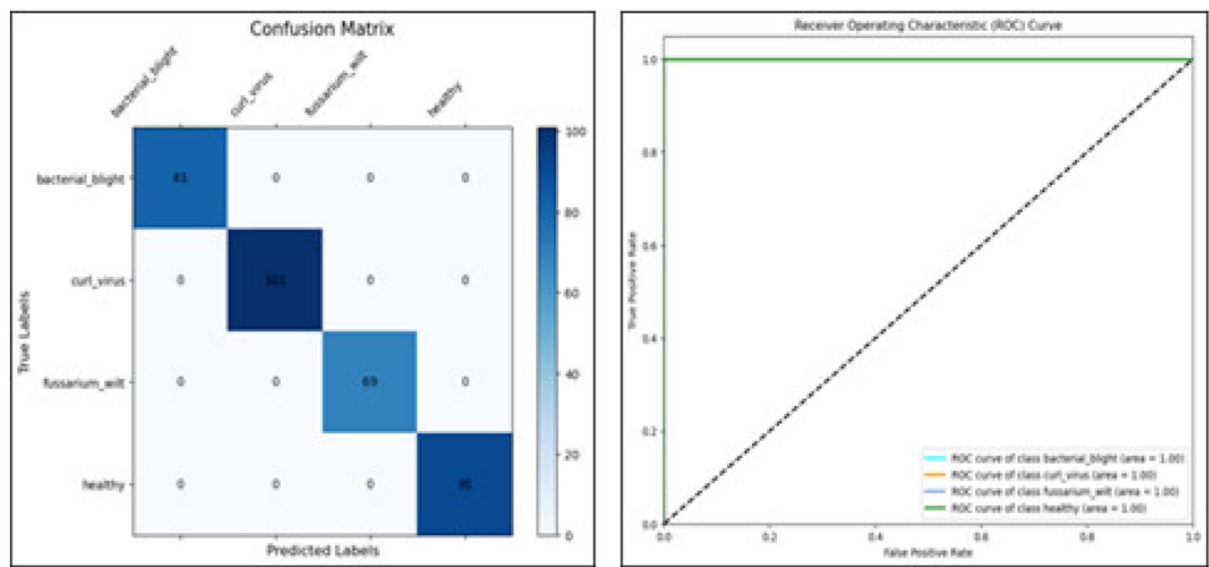 Confusion Matrix
bacterial_blight
curl_virus
fussarium_wilt
healthy
True Labels
bacterial_blight 81 0 0 0
curl_virus 0 101 0 0
fussarium_wilt 0 0 69 0
healthy 0 0 0 91
Predicted Labels
100
80
60
40
20
0
Receiver Operating Characteristic (ROC) Curve
True Positive Rate
1.0
0.8
0.6
0.4
0.2
0.0
ROC curve of class bacterial_blight (area = 1.00)
ROC curve of class curl_virus (area = 1.00)
ROC curve of class fussarium_wilt (area = 1.00)
ROC curve of class healthy (area = 1.00)
0.0 0.2 0.4 0.6 0.8 1.0
False Positive Rate